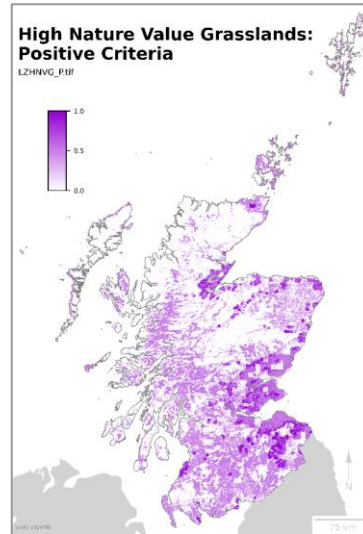 High Nature Value Grasslands:
Positive Criteria
LZHNVG_P.tif
1.0
0.5
0.0
N
75 km